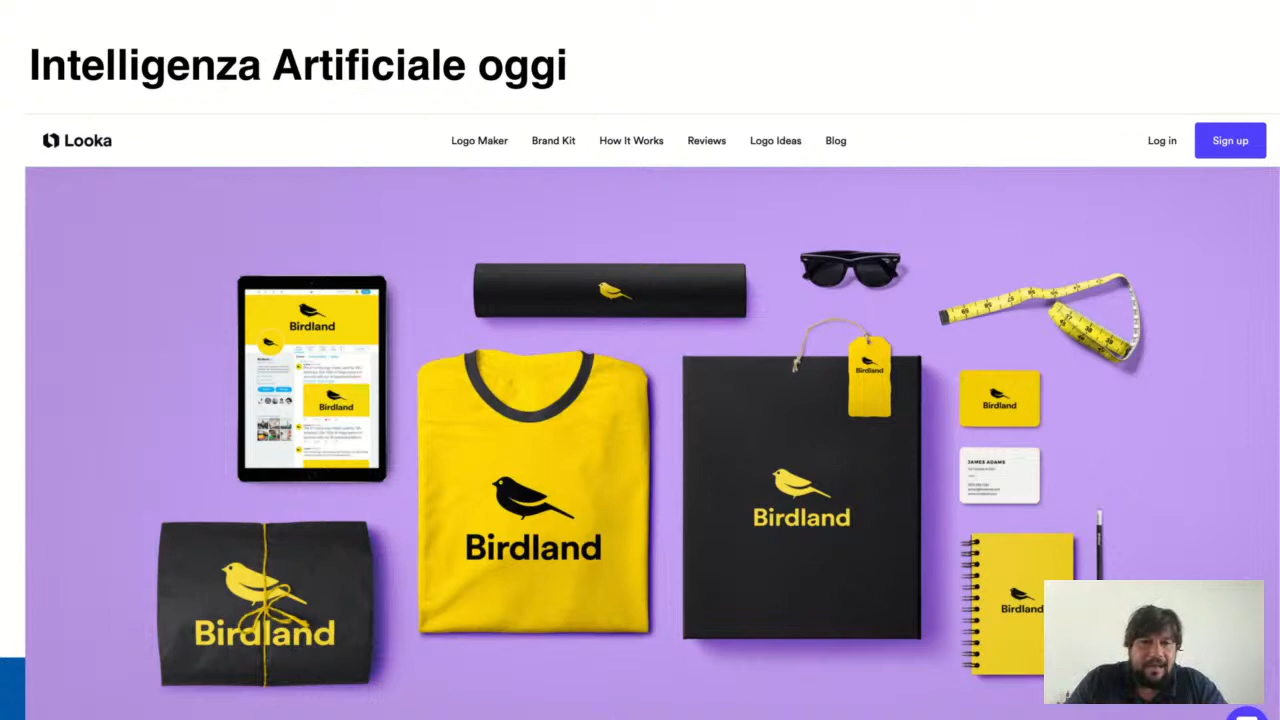 Intelligenza Artificiale oggi
Looka
Logo Maker Brand Kit How It Works Reviews Logo Ideas Blog
Log in
Sign up
Birdland
Birdland
Birdland
Birdland
JAMES ADAMS
Birdland
Birdland
Birdland
Birdland
Birdland